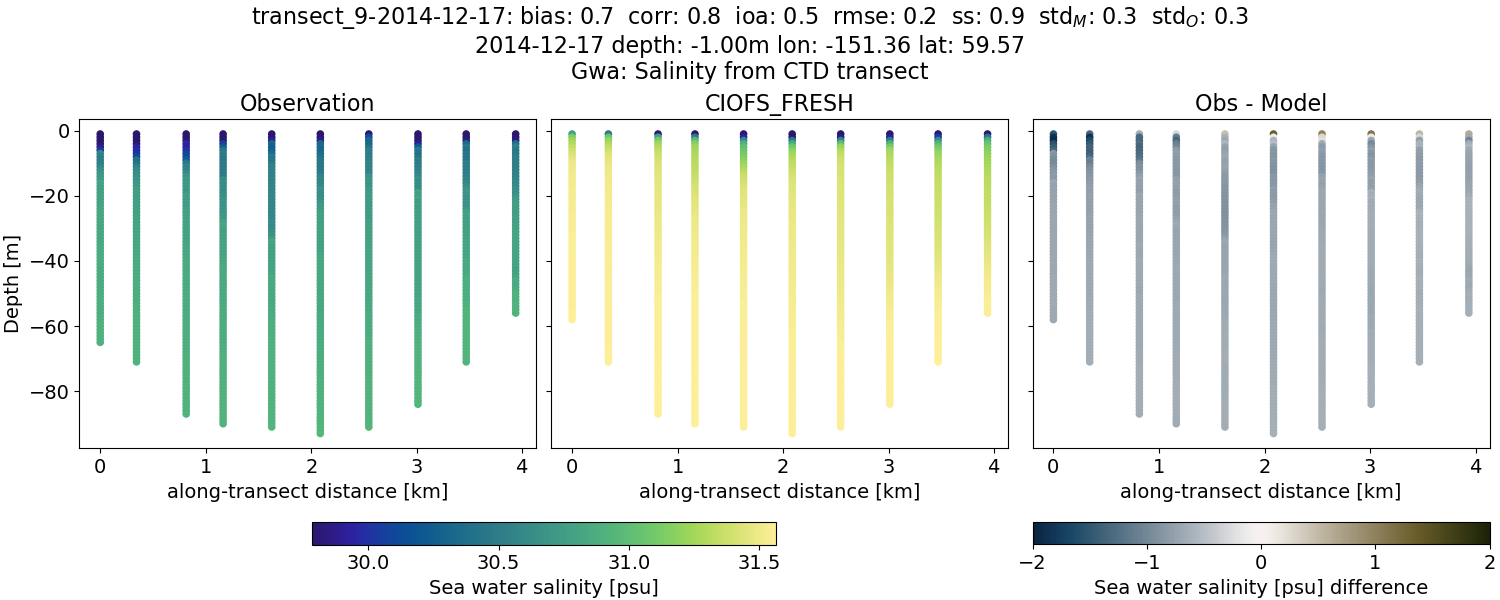 transect_9-2014-12-17: bias: 0.7 corr: 0.8 ioa: 0.5 rmse: 0.2 ss: 0.9 std_M: 0.3 std_O: 0.3
2014-12-17 depth: -1.00m lon: -151.36 lat: 59.57
Gwa: Salinity from CTD transect
Observation CIOFS_FRESH Obs - Model
Depth [m]
0
−20
−40
−60
−80
0 1 2 3 4 0 1 2 3 4 0 1 2 3 4
along-transect distance [km] along-transect distance [km] along-transect distance [km]
30.0 30.5 31.0 31.5 −2 −1 0 1 2
Sea water salinity [psu] Sea water salinity [psu] difference